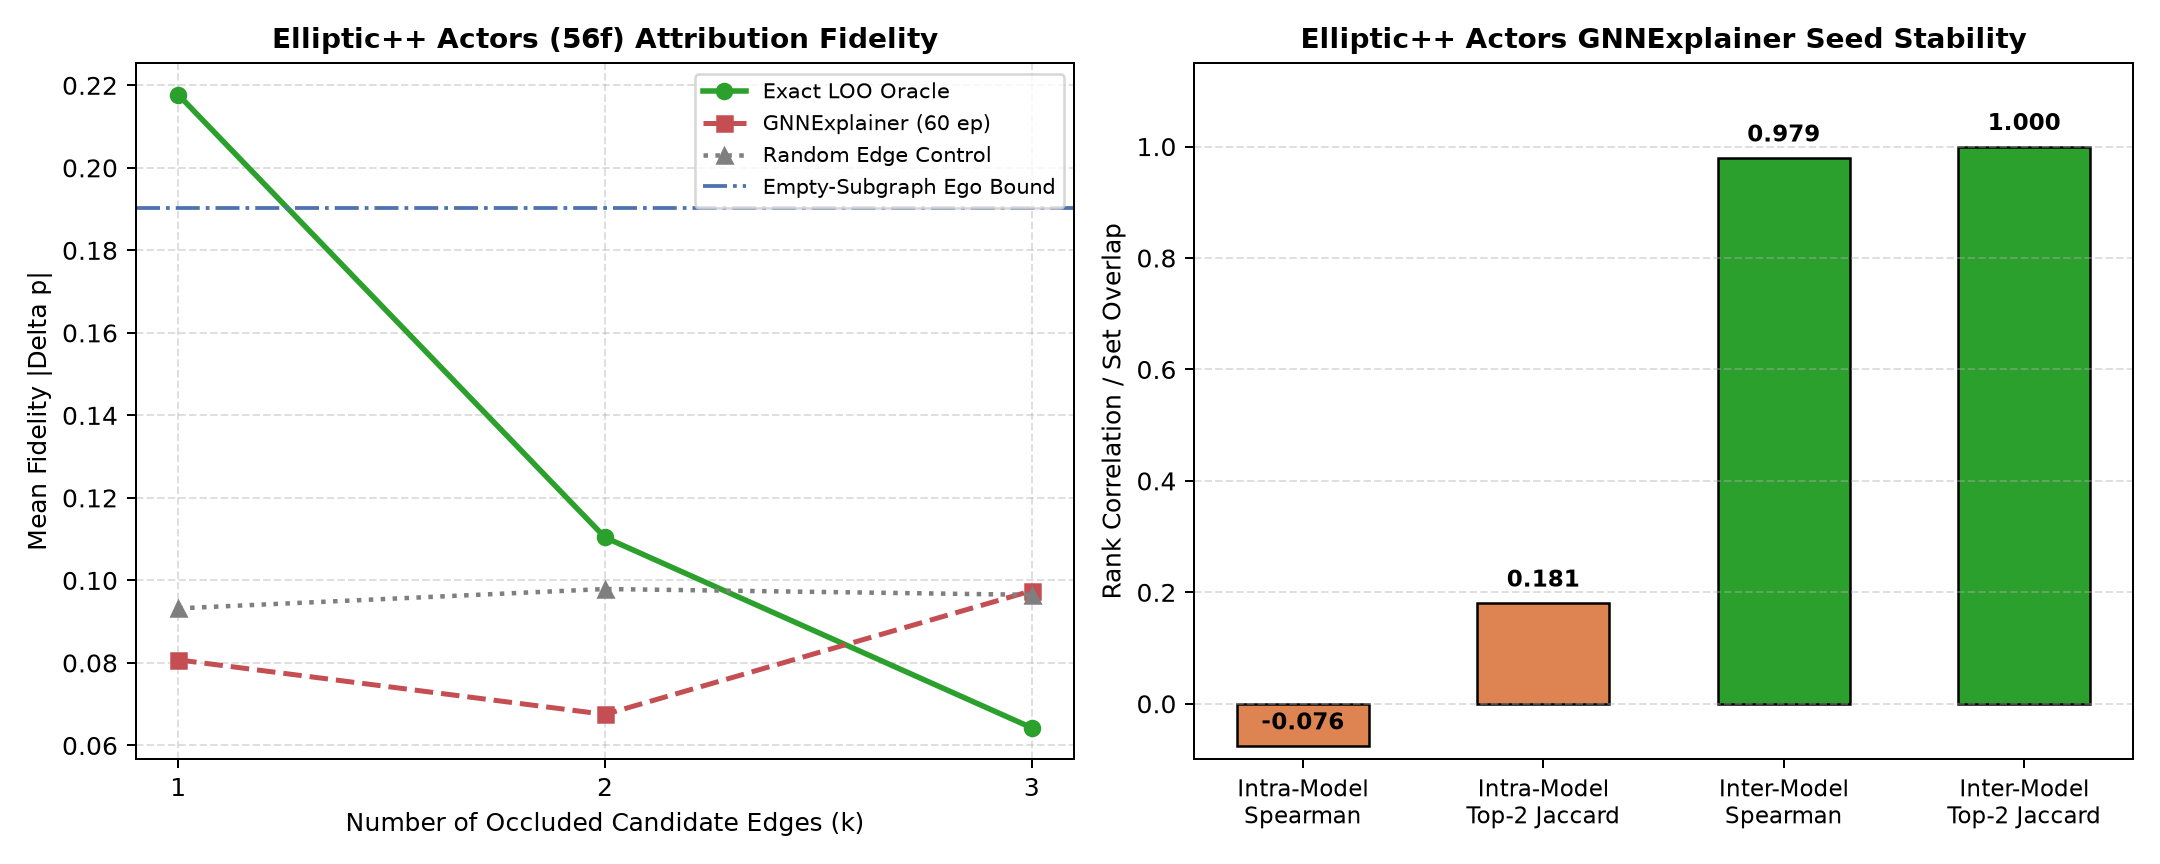 Elliptic++ Actors (56f) Attribution Fidelity
Mean Fidelity |Delta p|
0.22
0.20
0.18
0.16
0.14
0.12
0.10
0.08
0.06
Exact LOO Oracle
GNNExplainer (60 ep)
Random Edge Control
Empty-Subgraph Ego Bound
1
2
3
Number of Occluded Candidate Edges (k)
Elliptic++ Actors GNNExplainer Seed Stability
Rank Correlation / Set Overlap
1.0
0.8
0.6
0.4
0.2
0.0
-0.076
0.181
0.979
1.000
Intra-Model
Spearman
Intra-Model
Top-2 Jaccard
Inter-Model
Spearman
Inter-Model
Top-2 Jaccard